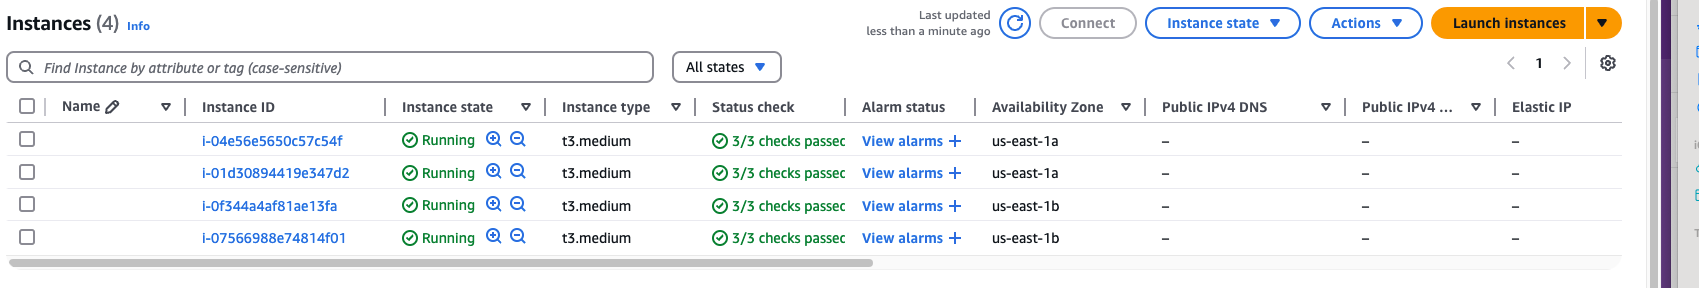 Instances (4) Info
Last updated
less than a minute ago
Connect
Instance state
Actions
Launch instances
Find Instance by attribute or tag (case-sensitive)
All states
1
Name Instance ID Instance state Instance type Status check Alarm status Availability Zone Public IPv4 DNS Public IPv4 ... Elastic IP
i-04e56e5650c57c54f Running t3.medium 3/3 checks passed View alarms + us-east-1a – – –
i-01d30894419e347d2 Running t3.medium 3/3 checks passed View alarms + us-east-1a – – –
i-0f344a4af81ae13fa Running t3.medium 3/3 checks passed View alarms + us-east-1b – – –
i-07566988e74814f01 Running t3.medium 3/3 checks passed View alarms + us-east-1b – – –